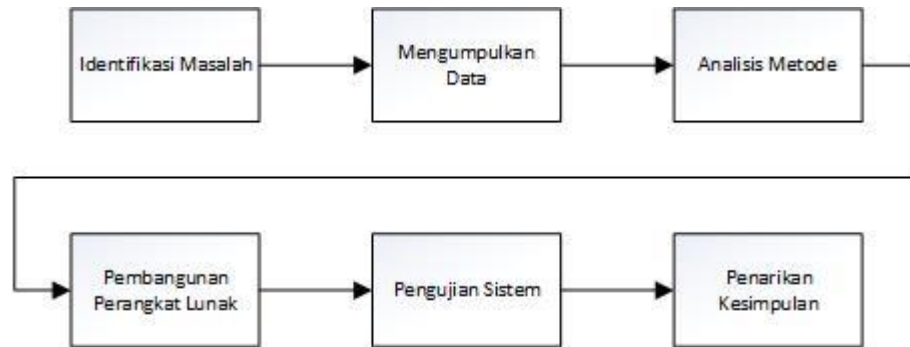 Identifikasi Masalah
Mengumpulkan
Data
Analisis Metode
Pembangunan
Perangkat Lunak
Pengujian Sistem
Penarikan
Kesimpulan